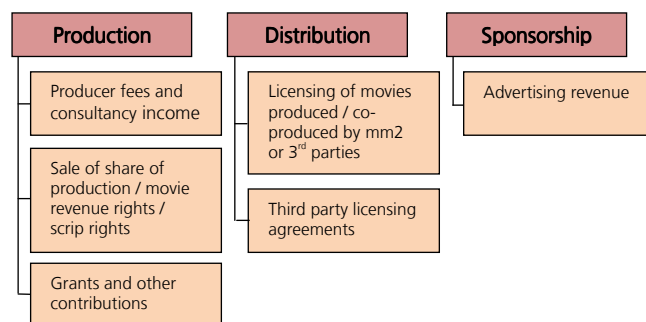 Production
Producer fees and
consultancy income
Sale of share of
production / movie
revenue rights /
scrip rights
Grants and other
contributions
Distribution
Licensing of movies
produced / co-
produced by mm2
or 3rd parties
Third party licensing
agreements
Sponsorship
Advertising revenue